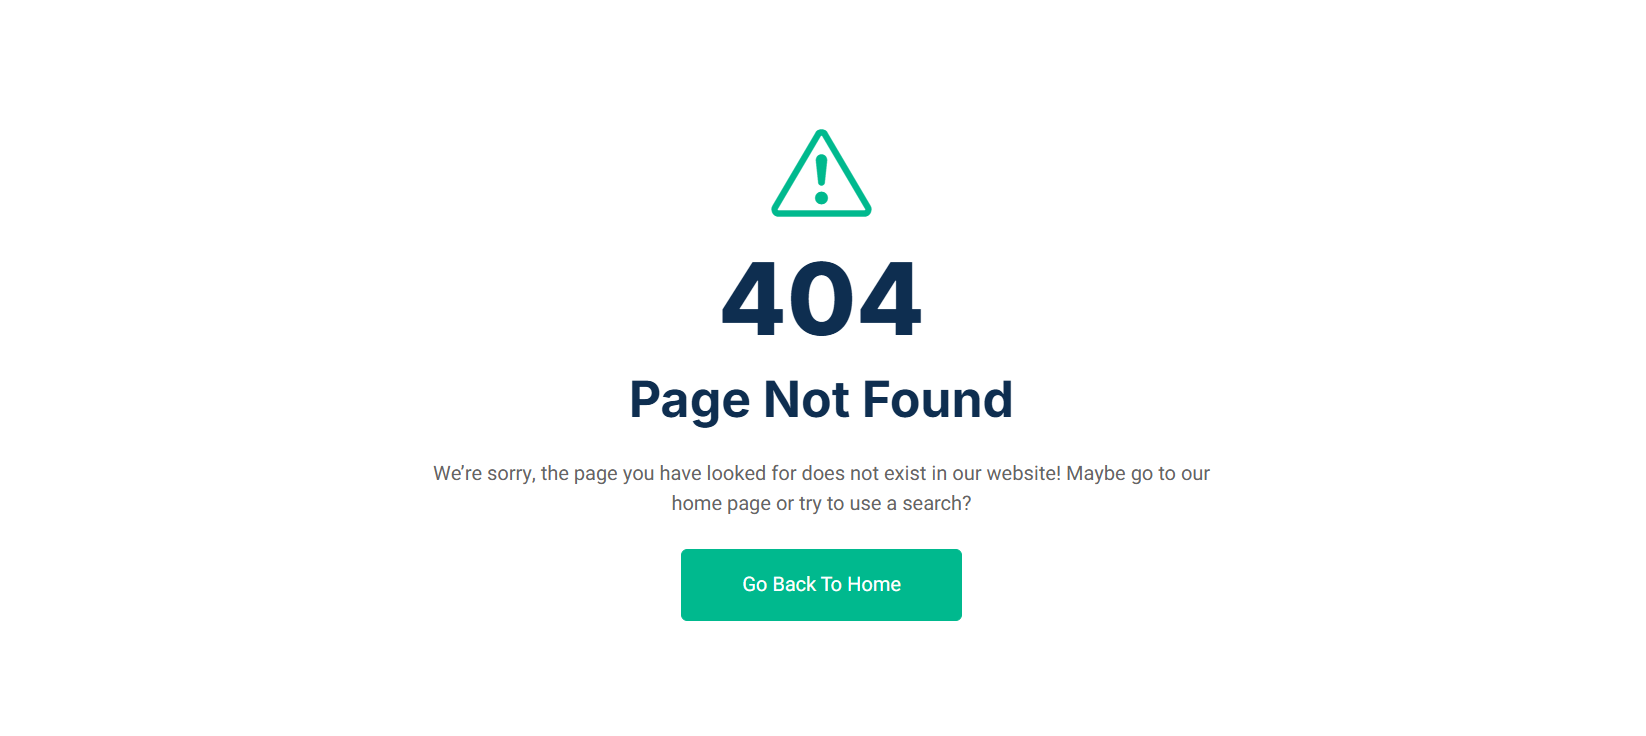 404
Page Not Found
We’re sorry, the page you have looked for does not exist in our website! Maybe go to our
home page or try to use a search?
Go Back To Home